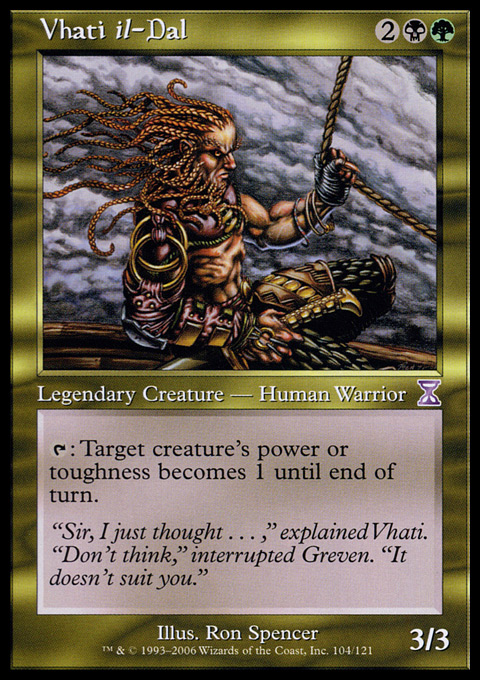 Vhati il-Dal 2
Legendary Creature — Human Warrior
: Target creature's power or
toughness becomes 1 until end of
turn.
"Sir, I just thought . . . ," explained Vhati.
"Don't think," interrupted Greven. "It
doesn't suit you."
Illus. Ron Spencer
™ & © 1993–2006 Wizards of the Coast, Inc. 104/121
3/3